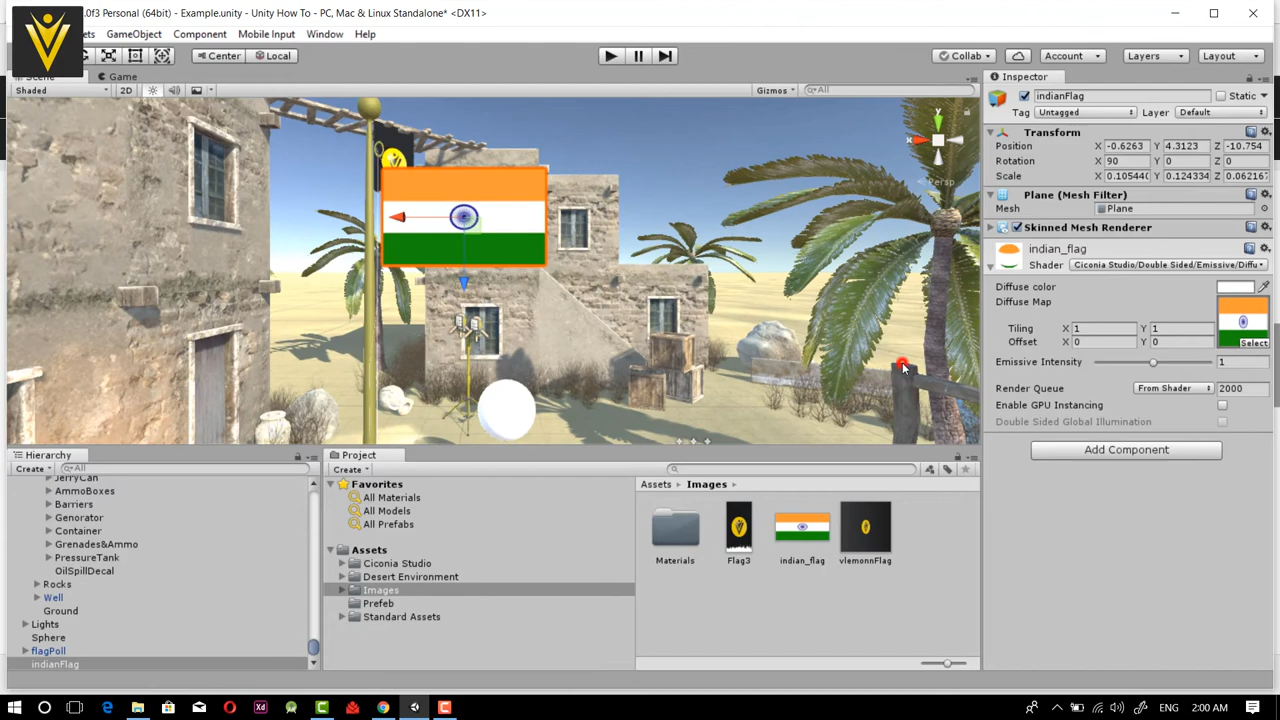 .0f3 Personal (64bit) - Example.unity - Unity How To - PC, Mac & Linux Standalone* <DX11>
ets GameObject Component Mobile Input Window Help
Center Local Collab Account Layers Layout
Scene Game Inspector
Shaded 2D Gizmos All
indianFlag Static
Tag Untagged Layer Default
Transform
Position X -0.6263 Y 4.3123 Z -10.754
Rotation X 90 Y 0 Z 0
Scale X 0.10544( Y 0.124334 Z 0.062167
Plane (Mesh Filter)
Mesh Plane
Skinned Mesh Renderer
indian_flag
Shader Ciconia Studio/Double Sided/Emissive/Diffu
Diffuse color
Diffuse Map
Tiling X 1 Y 1
Offset X 0 Y 0
Select
Emissive Intensity 1
Render Queue From Shader 2000
Enable GPU Instancing
Double Sided Global Illumination
Add Component
y
x
Persp
Hierarchy
Create All
JerryCan
AmmoBoxes
Barriers
Genorator
Container
Grenades&Ammo
PressureTank
OilSpillDecal
Rocks
Well
Ground
Lights
Sphere
flagPoll
indianFlag
Project
Create
Favorites
All Materials
All Models
All Prefabs
Assets
Ciconia Studio
Desert Environment
Images
Prefeb
Standard Assets
Assets Images
Materials Flag3 indian_flag vlemonnFlag
Xd
ENG 2:00 AM